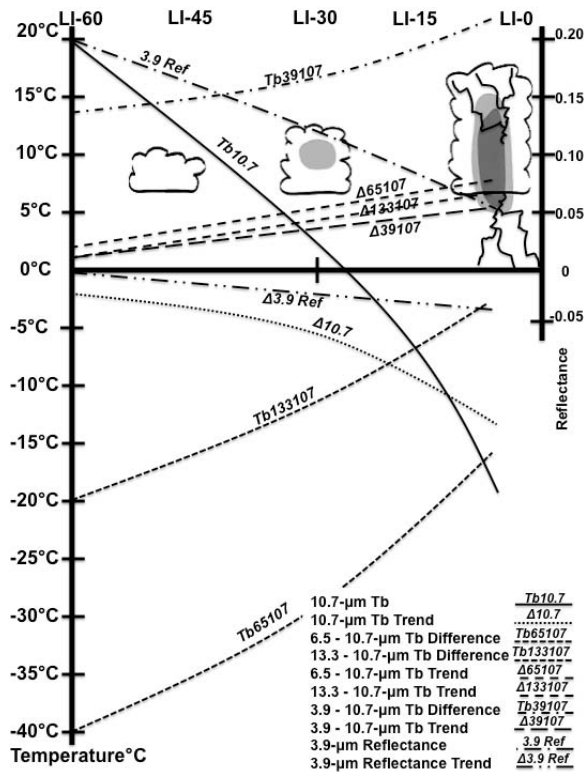 LI-60 LI-45 LI-30 LI-15 LI-0
20°C 0.20
3.9 Ref
Tb39107
15°C 0.15
Tb10.7
10°C 0.10
Δ65107
5°C Δ133107 0.05
Δ39107
0°C 0
Δ3.9 Ref
-5°C Δ10.7 -0.05
Reflectance
-10°C
Tb133107
-15°C
-20°C
-25°C
-30°C
Tb65107
-35°C
-40°C
Temperature°C
10.7-µm Tb Tb10.7
10.7-µm Tb Trend Δ10.7
6.5 - 10.7-µm Tb Difference Tb65107
13.3 - 10.7-µm Tb Difference Tb133107
6.5 - 10.7-µm Tb Trend Δ65107
13.3 - 10.7-µm Tb Trend Δ133107
3.9 - 10.7-µm Tb Difference Tb39107
3.9 - 10.7-µm Tb Trend Δ39107
3.9-µm Reflectance 3.9 Ref
3.9-µm Reflectance Trend Δ3.9 Ref